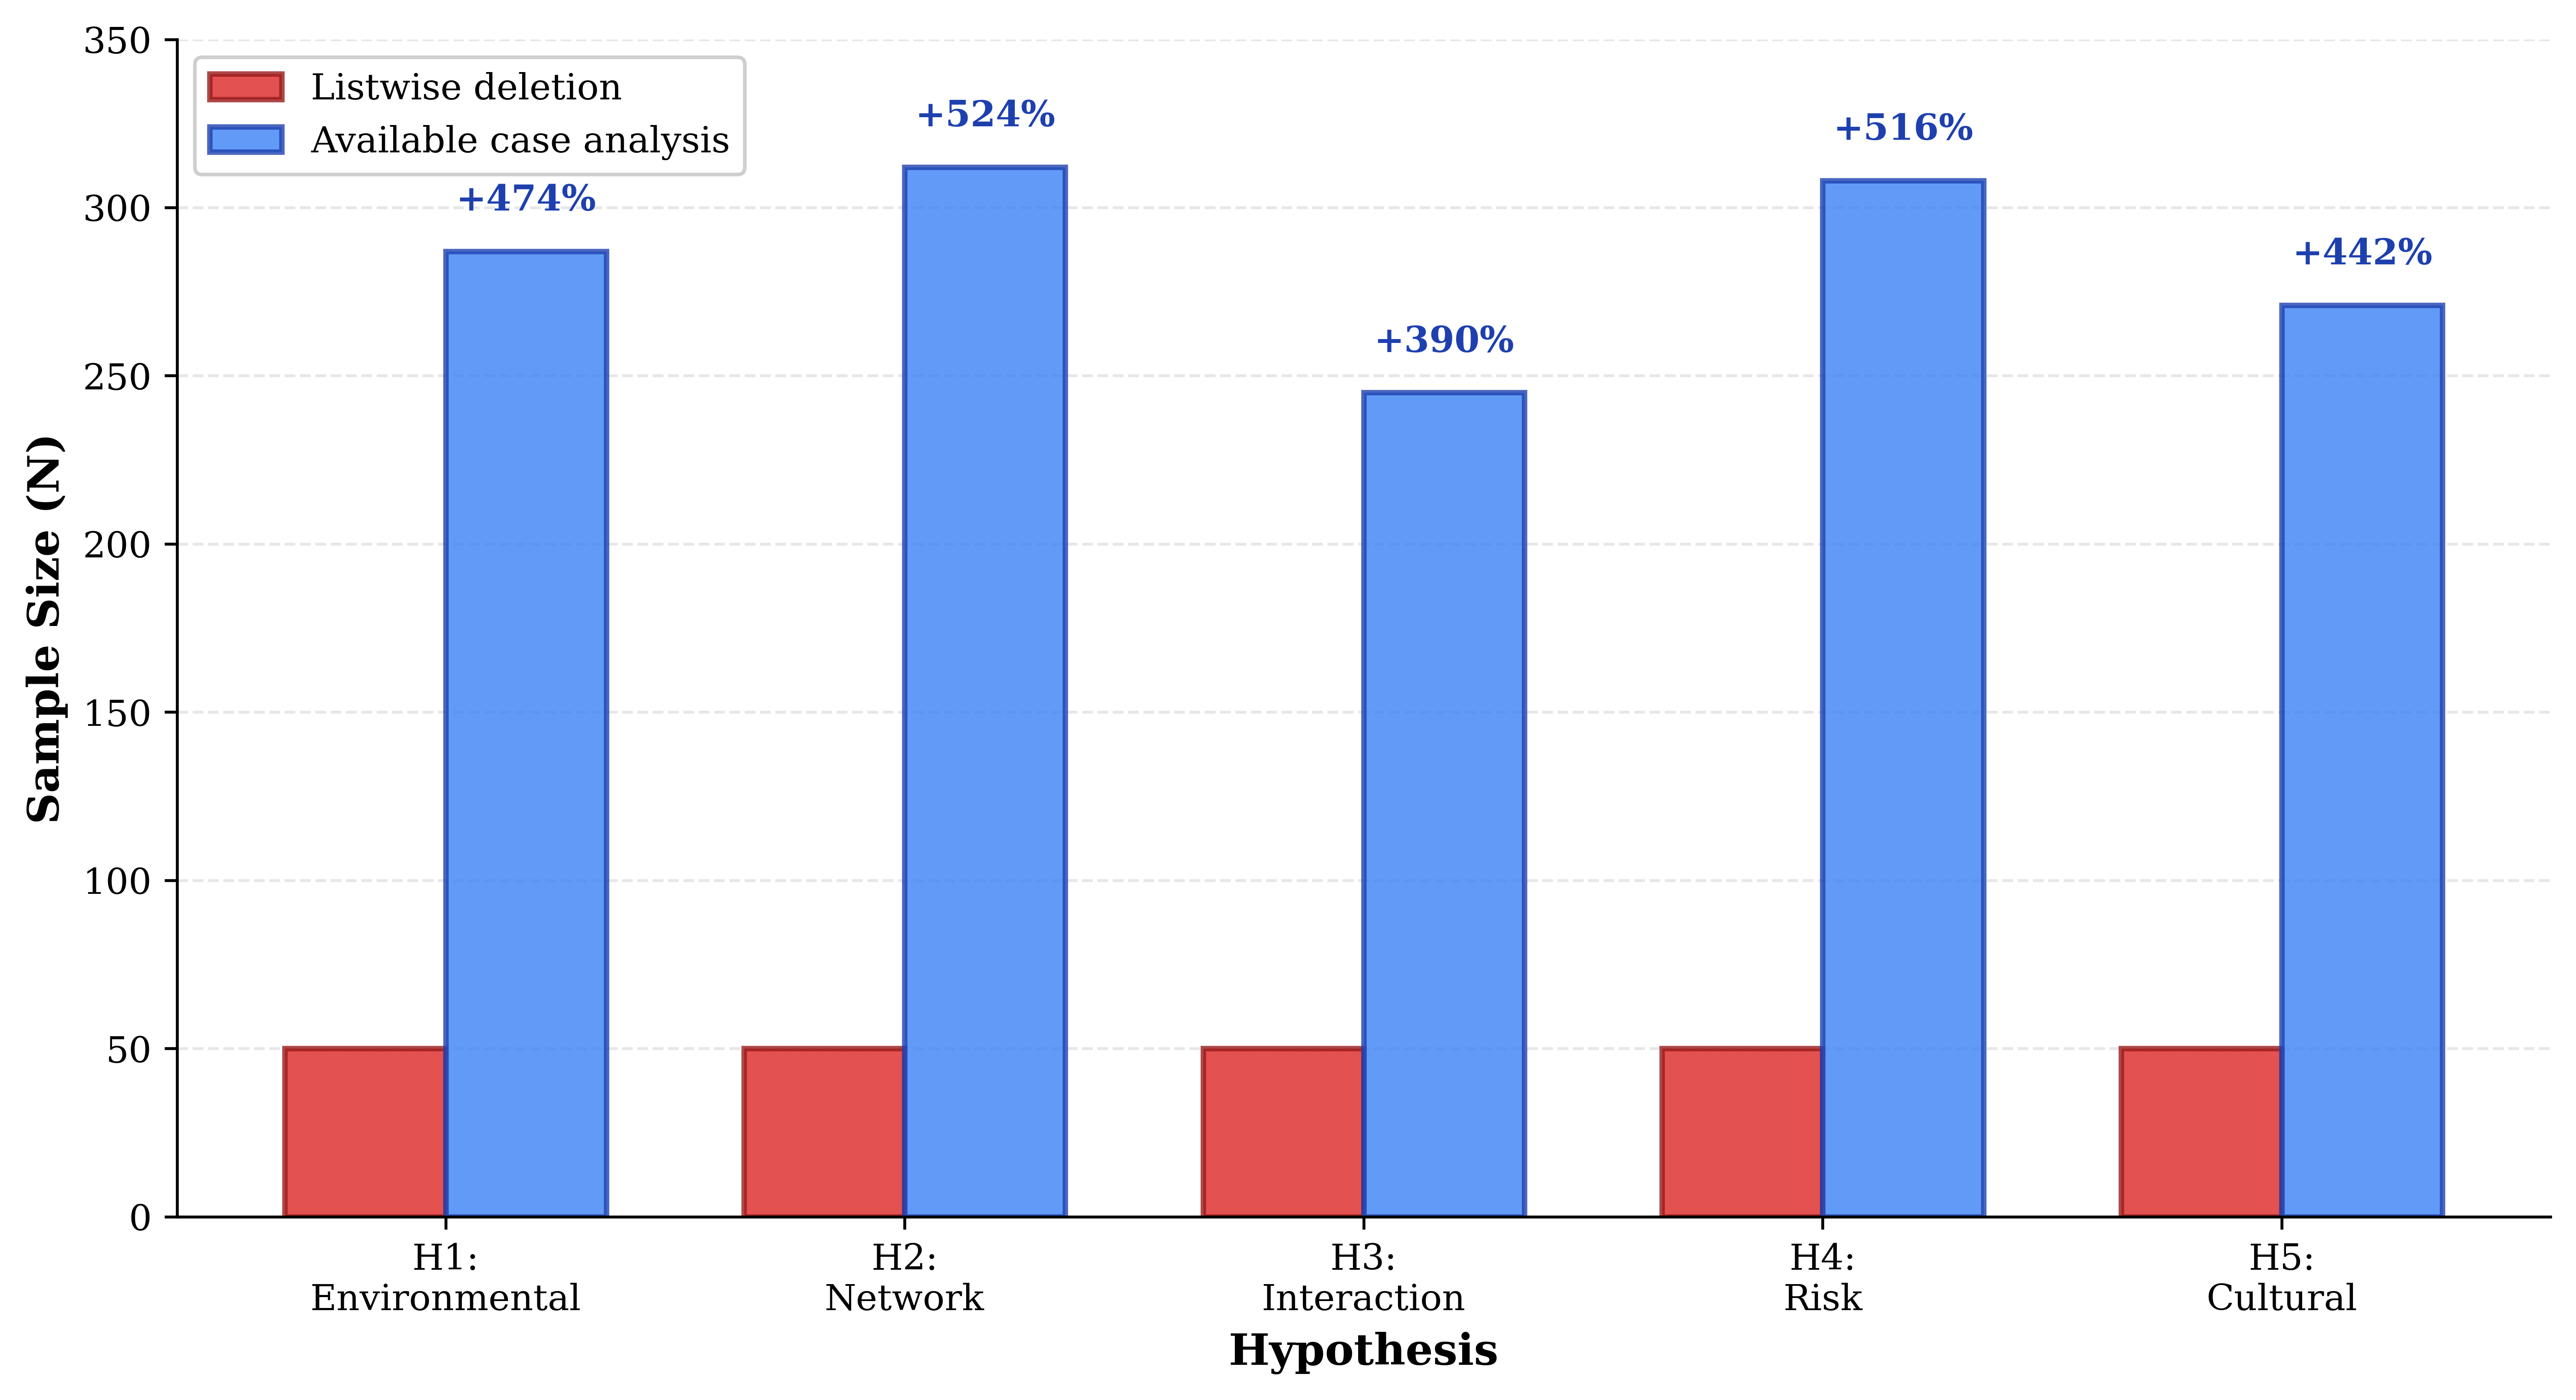 350
300
250
200
150
100
50
0
Sample Size (N)
Listwise deletion
Available case analysis
+474%
+524%
+390%
+516%
+442%
H1:
Environmental
H2:
Network
H3:
Interaction
H4:
Risk
H5:
Cultural
Hypothesis